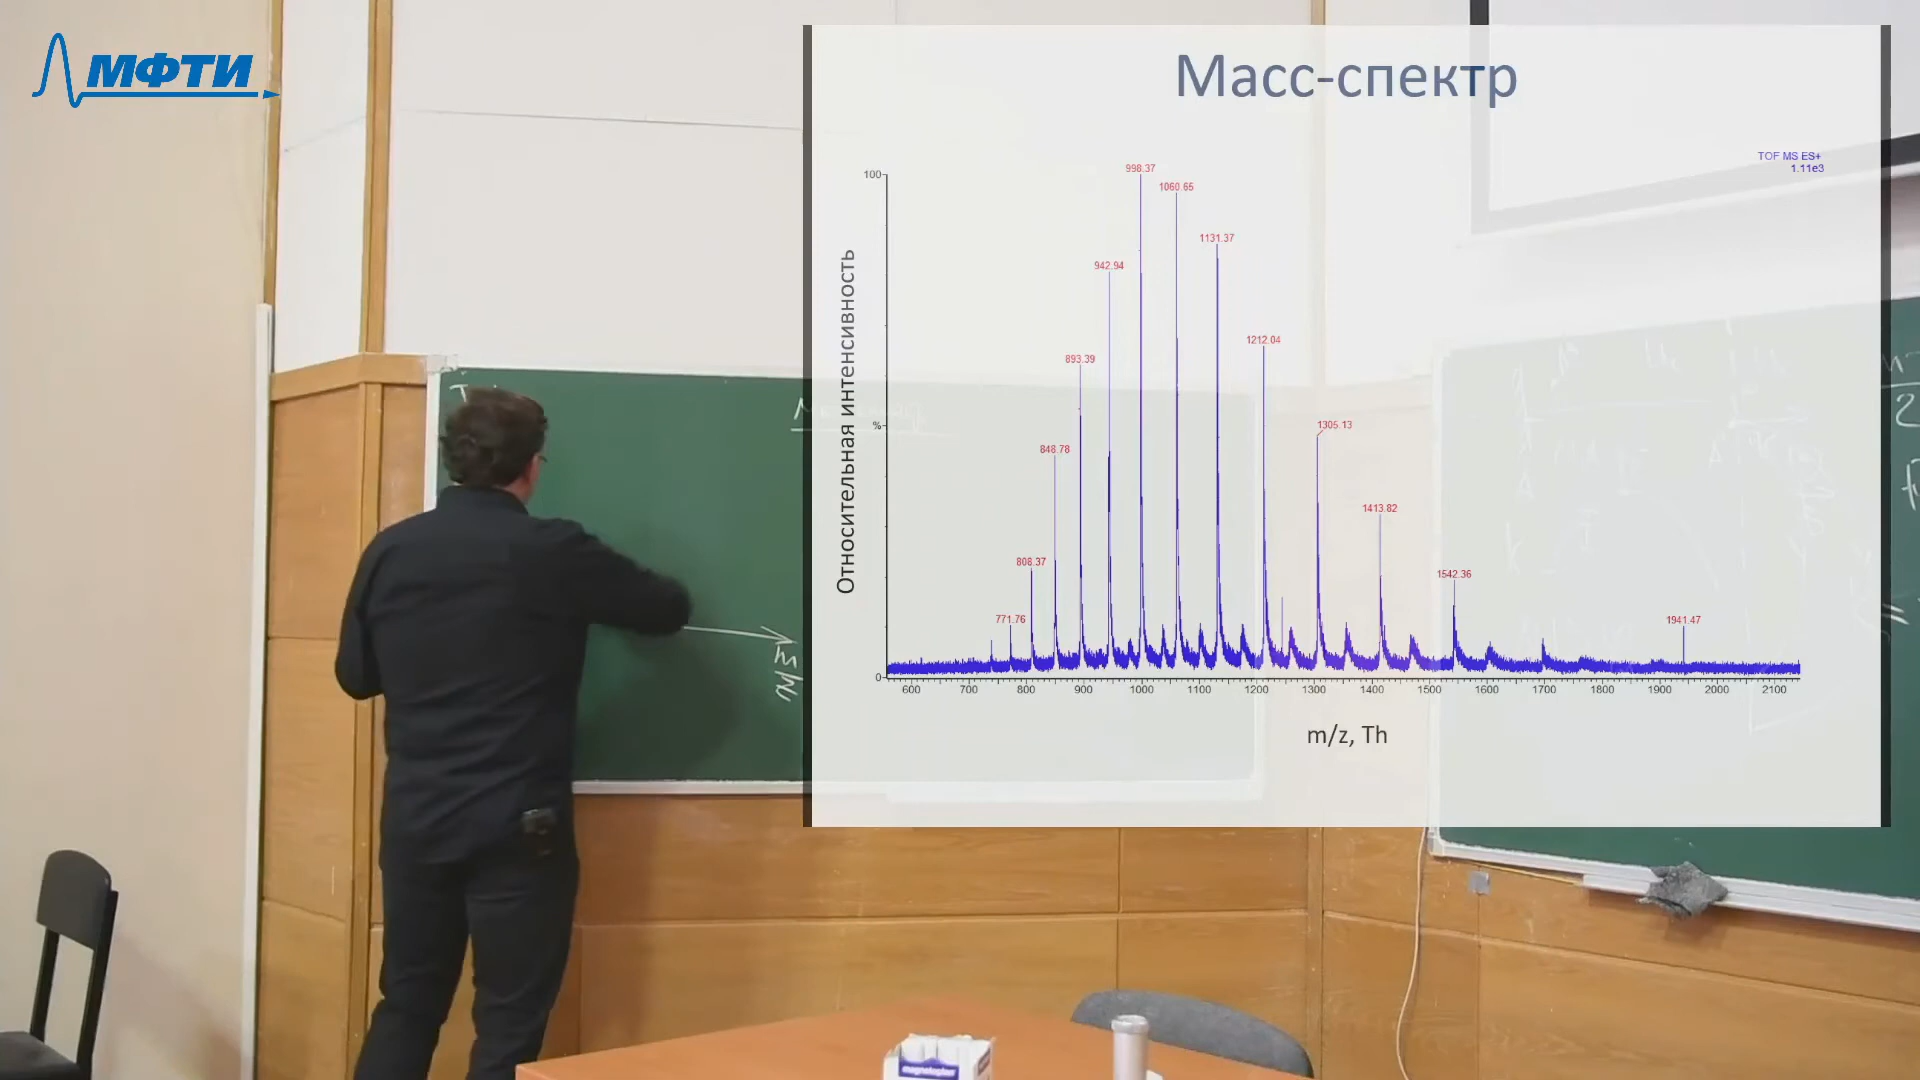 МФТИ
Масс-спектр
TOF MS ES+
1.11e3
Относительная интенсивность
100
%
0
998.37
1060.65
1131.37
942.94
1212.04
893.39
1305.13
848.78
1413.82
808.37
1542.36
771.76
1941.47
600 700 800 900 1000 1100 1200 1300 1400 1500 1600 1700 1800 1900 2000 2100
m/z, Th
magnetoplan